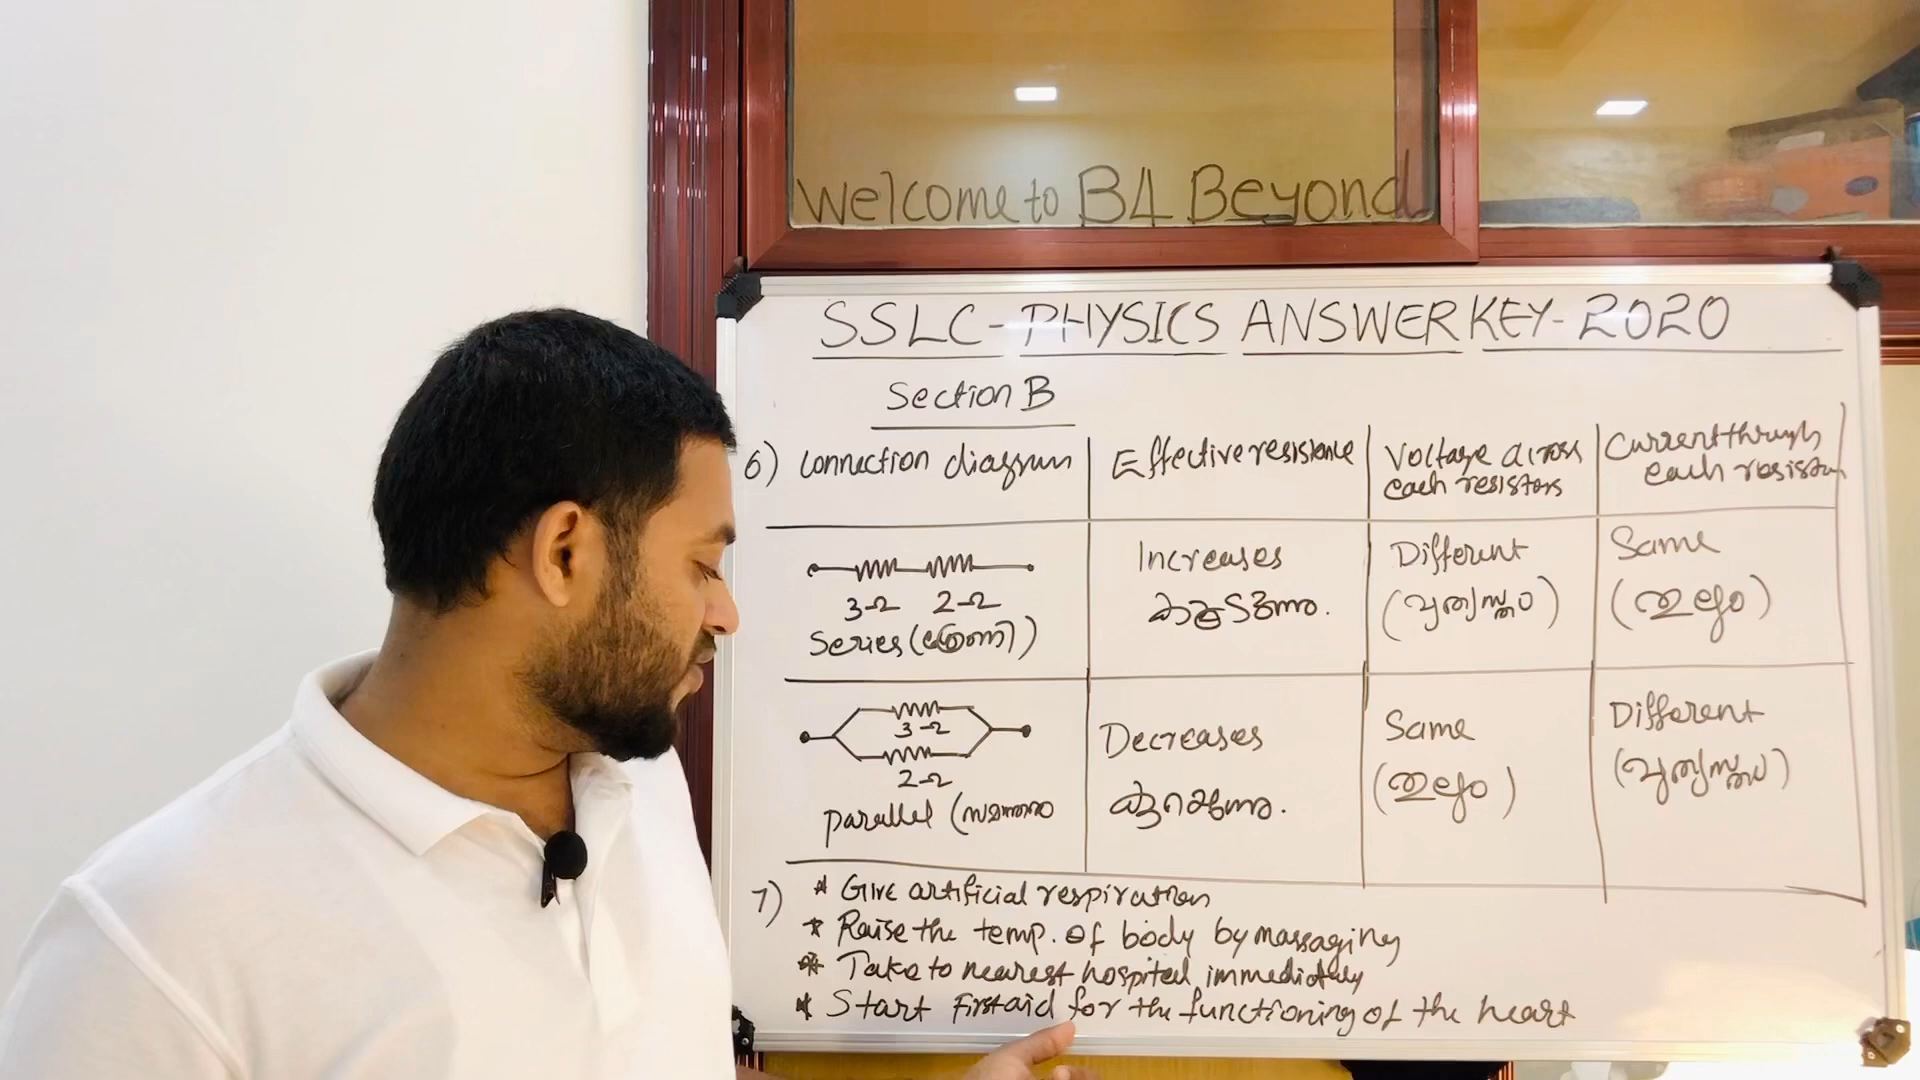 Welcome to B4 Beyond
SSLC - PHYSICS ANSWER KEY - 2020
Section B
6) Connection diagram
Effective resistance
Voltage across
each resistors
Current through
each resistor
3Ω 2Ω
Series (ശ്രേണി)
Increases
കൂടുന്നു.
Different
(വ്യത്യസ്തം)
Same
(തുല്യം)
3Ω
2Ω
parallel (സമാന്തരം
Decreases
കുറയുന്നു.
Same
(തുല്യം)
Different
(വ്യത്യസ്തം)
7) * Give artificial respiration
* Raise the temp. of body by massaging
* Take to nearest hospital immediately
* Start First aid for the functioning of the heart